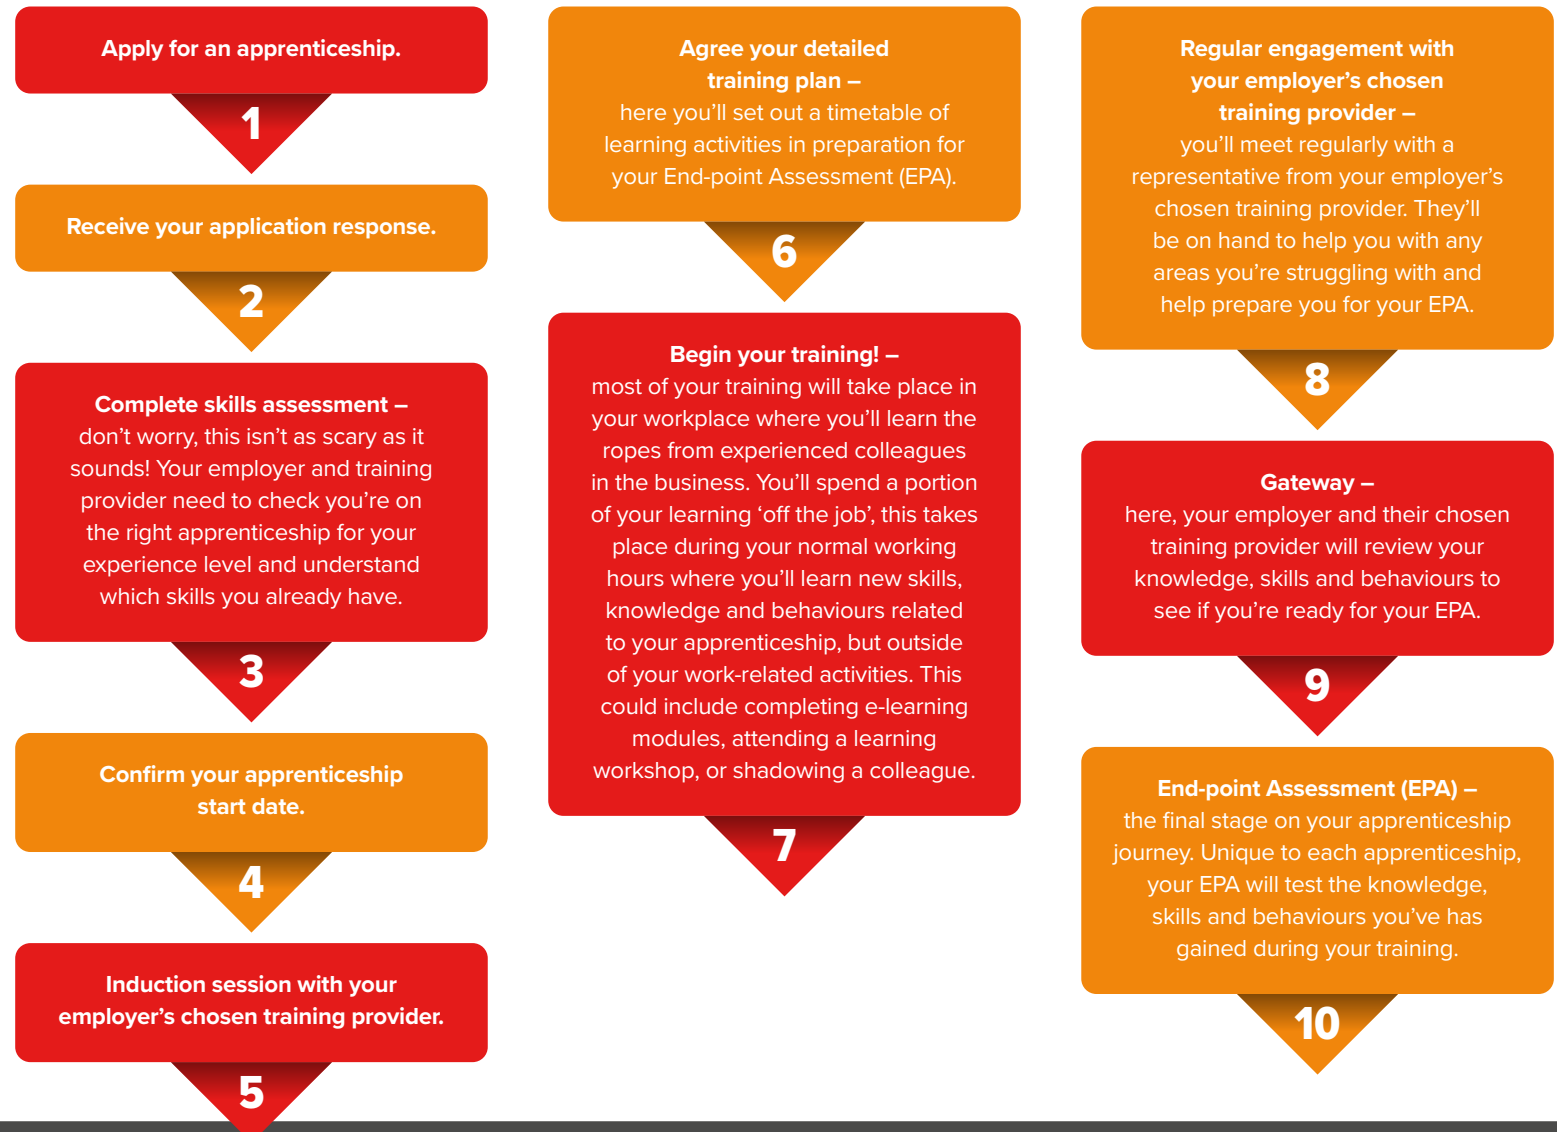 Apply for an apprenticeship.
1
Receive your application response.
2
Complete skills assessment –
don’t worry, this isn’t as scary as it
sounds! Your employer and training
provider need to check you’re on
the right apprenticeship for your
experience level and understand
which skills you already have.
3
Confirm your apprenticeship
start date.
4
Induction session with your
employer’s chosen training provider.
5
Agree your detailed
training plan –
here you’ll set out a timetable of
learning activities in preparation for
your End-point Assessment (EPA).
6
Begin your training! –
most of your training will take place in
your workplace where you’ll learn the
ropes from experienced colleagues
in the business. You’ll spend a portion
of your learning ‘off the job’, this takes
place during your normal working
hours where you’ll learn new skills,
knowledge and behaviours related
to your apprenticeship, but outside
of your work-related activities. This
could include completing e-learning
modules, attending a learning
workshop, or shadowing a colleague.
7
Regular engagement with
your employer’s chosen
training provider –
you’ll meet regularly with a
representative from your employer’s
chosen training provider. They’ll
be on hand to help you with any
areas you’re struggling with and
help prepare you for your EPA.
8
Gateway –
here, your employer and their chosen
training provider will review your
knowledge, skills and behaviours to
see if you’re ready for your EPA.
9
End-point Assessment (EPA) –
the final stage on your apprenticeship
journey. Unique to each apprenticeship,
your EPA will test the knowledge,
skills and behaviours you’ve has
gained during your training.
10